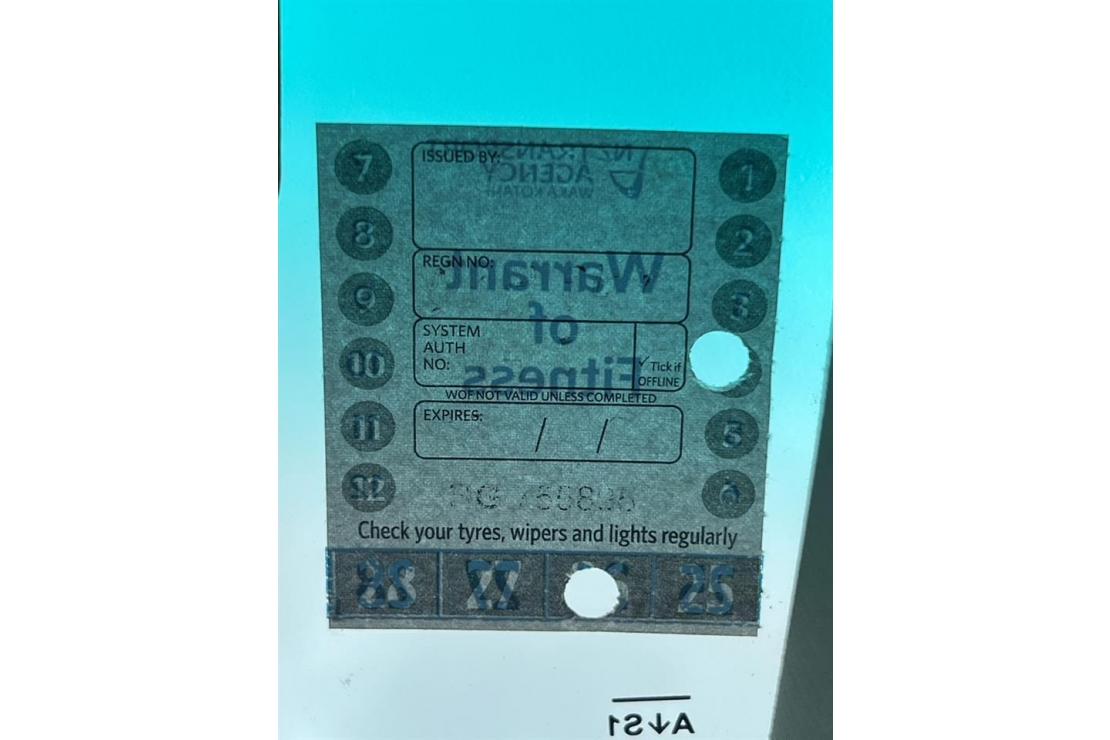 NZ TRANSPORT
AGENCY
WAKA KOTAHI
ISSUED BY:
7
1
8
2
REGN NO:
Warrant
9
3
of
SYSTEM
AUTH
NO:
✓ Tick if
OFFLINE
10
Fitness
WOF NOT VALID UNLESS COMPLETED
EXPIRES:
/ /
11
5
12
6
Check your tyres, wipers and lights regularly
28 27 25
A↓S1